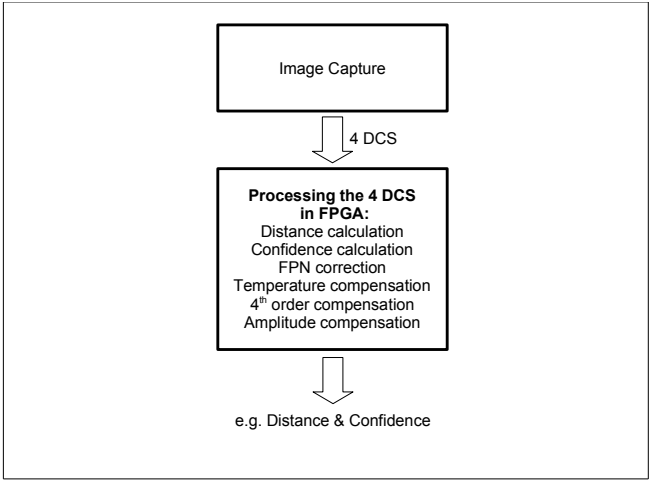 Image Capture
4 DCS
Processing the 4 DCS
in FPGA:
Distance calculation
Confidence calculation
FPN correction
Temperature compensation
4th order compensation
Amplitude compensation
e.g. Distance & Confidence